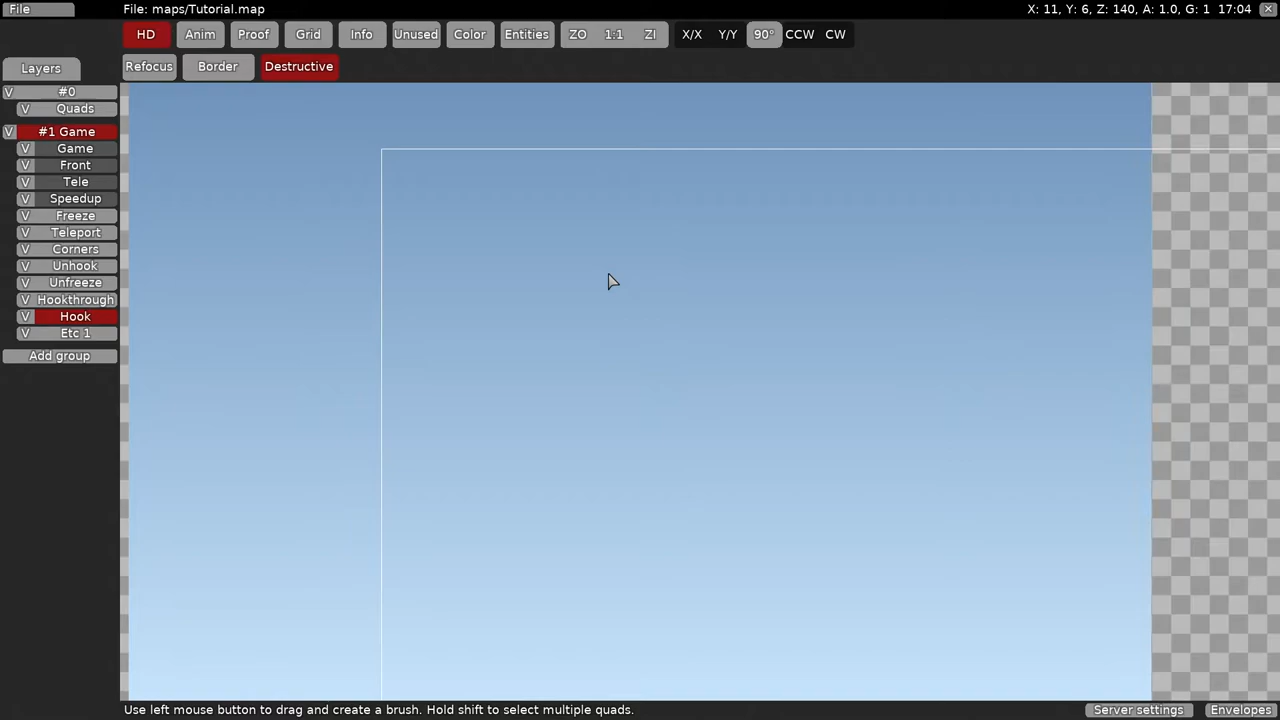 File
File: maps/Tutorial.map
X: 11, Y: 6, Z: 140, A: 1.0, G: 1 17:04
HD Anim Proof Grid Info Unused Color Entities ZO 1:1 ZI X/X Y/Y 90° CCW CW
Refocus Border Destructive
Layers
V #0
V Quads
V #1 Game
V Game
V Front
V Tele
V Speedup
V Freeze
V Teleport
V Corners
V Unhook
V Unfreeze
V Hookthrough
V Hook
V Etc 1
Add group
Use left mouse button to drag and create a brush. Hold shift to select multiple quads.
Server settings Envelopes